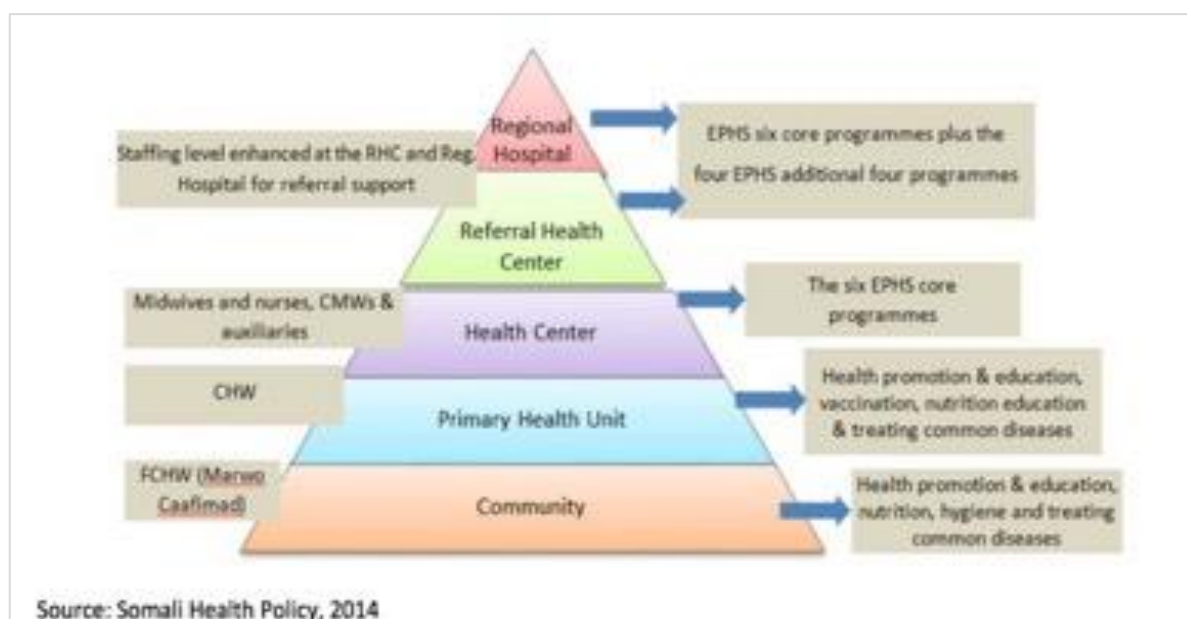 Regional
Hospital
Staffing level enhanced at the RHC and Reg.
Hospital for referral support
EPHS six core programmes plus the
four EPHS additional four programmes
Referral Health
Center
Midwives and nurses, CMWs &
auxiliaries
Health Center
The six EPHS core
programmes
CHW
Primary Health Unit
Health promotion & education,
vaccination, nutrition education
& treating common diseases
FCHW (Marwo
Caafimad)
Community
Health promotion & education,
nutrition, hygiene and treating
common diseases
Source: Somali Health Policy, 2014